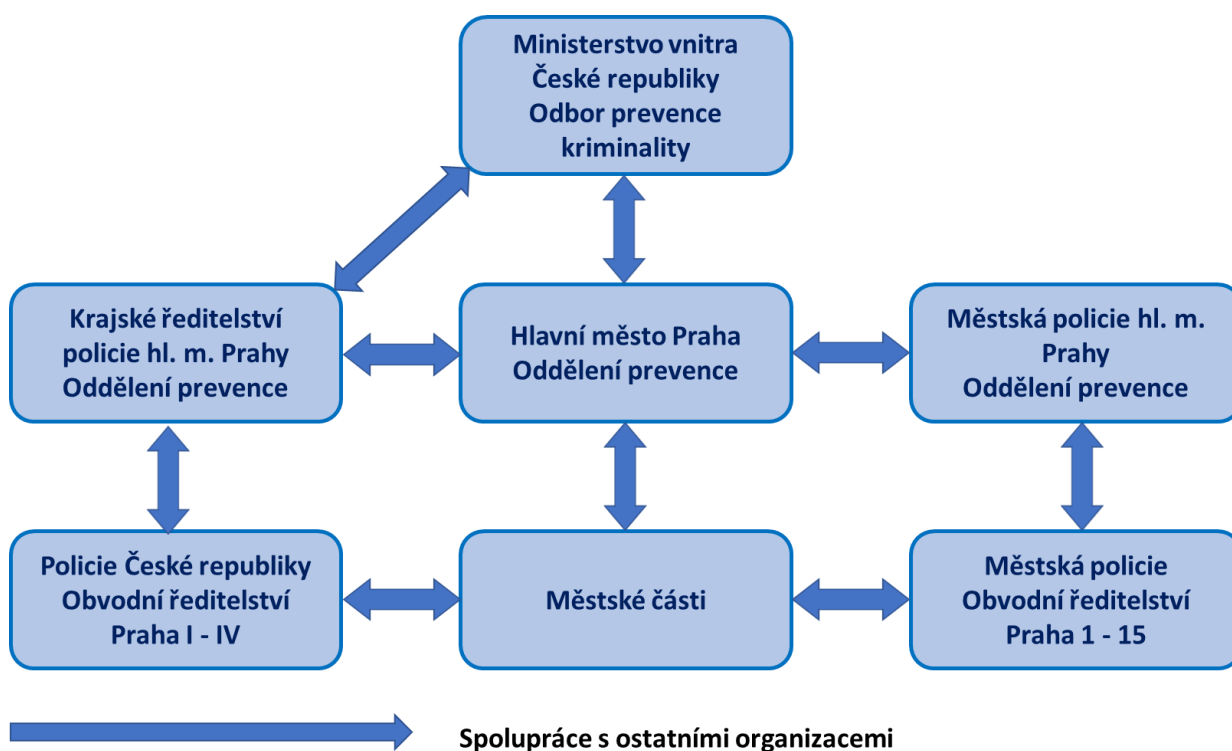 Ministerstvo vnitra
České republiky
Odbor prevence
kriminality
Krajské ředitelství
policie hl. m. Prahy
Oddělení prevence
Hlavní město Praha
Oddělení prevence
Městská policie hl. m.
Prahy
Oddělení prevence
Policie České republiky
Obvodní ředitelství
Praha I - IV
Městské části
Městská policie
Obvodní ředitelství
Praha 1 - 15
Spolupráce s ostatními organizacemi